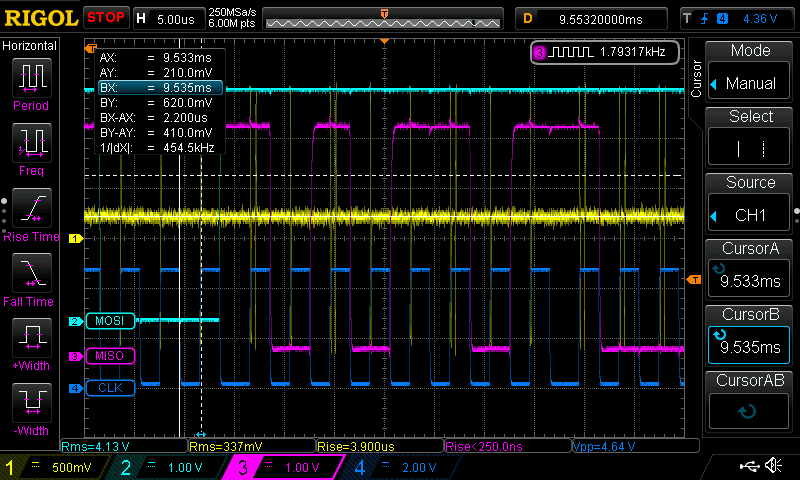 RIGOL STOP H 5.00us 250MSa/s 6.00M pts T D 9.55320000ms T 4 4.36 V
Horizontal
Period
Freq
Rise Time
Fall Time
+Width
-Width
T
AX: = 9.533ms
AY: = 210.0mV
BX: = 9.535ms
BY: = 620.0mV
BX-AX: = 2.200us
BY-AY: = 410.0mV
1/|dX|: = 454.5kHz
3 1.79317kHz
1
2 MOSI
3 MISO
4 CLK
T
Cursor
Mode
Manual
Select
Source
CH1
CursorA
9.533ms
CursorB
9.535ms
CursorAB
Rms=4.13 V Rms=337mV Rise=3.900us Rise<250.0ns Vpp=4.64 V
1 = 500mV 2 = 1.00 V 3 = 1.00 V 4 = 2.00 V